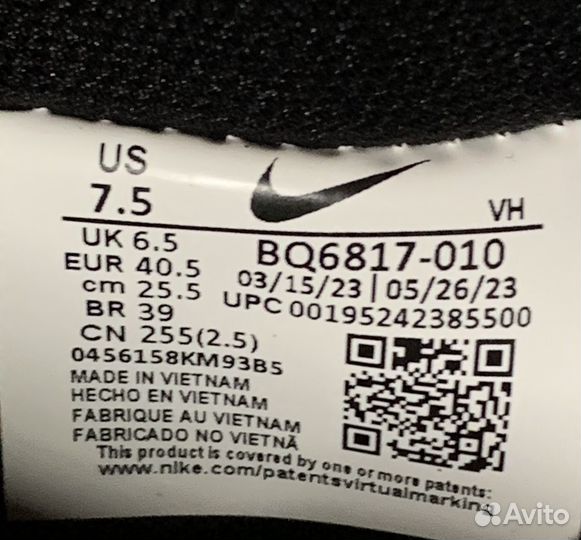 US
7.5
VH
UK 6.5
BQ6817-010
EUR 40.5
03/15/23 | 05/26/23
cm 25.5
UPC 00195242385500
BR 39
CN 255(2.5)
0456158KM93B5
MADE IN VIETNAM
HECHO EN VIETNAM
FABRIQUE AU VIETNAM
FABRICADO NO VIETNÃ
This product is covered by one or more patents:
www.nike.com/patentsvirtualmarking
Avito